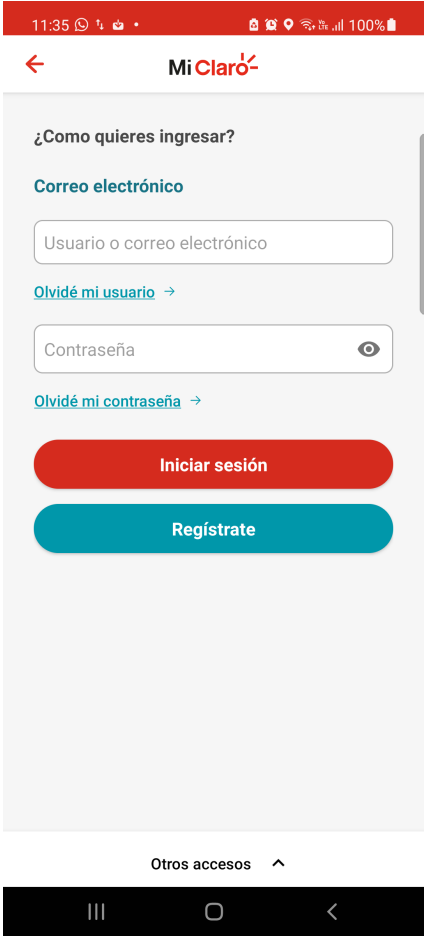 11:35
100%
Mi Claro
¿Como quieres ingresar?
Correo electrónico
Usuario o correo electrónico
Olvidé mi usuario →
Contraseña
Olvidé mi contraseña →
Iniciar sesión
Regístrate
Otros accesos